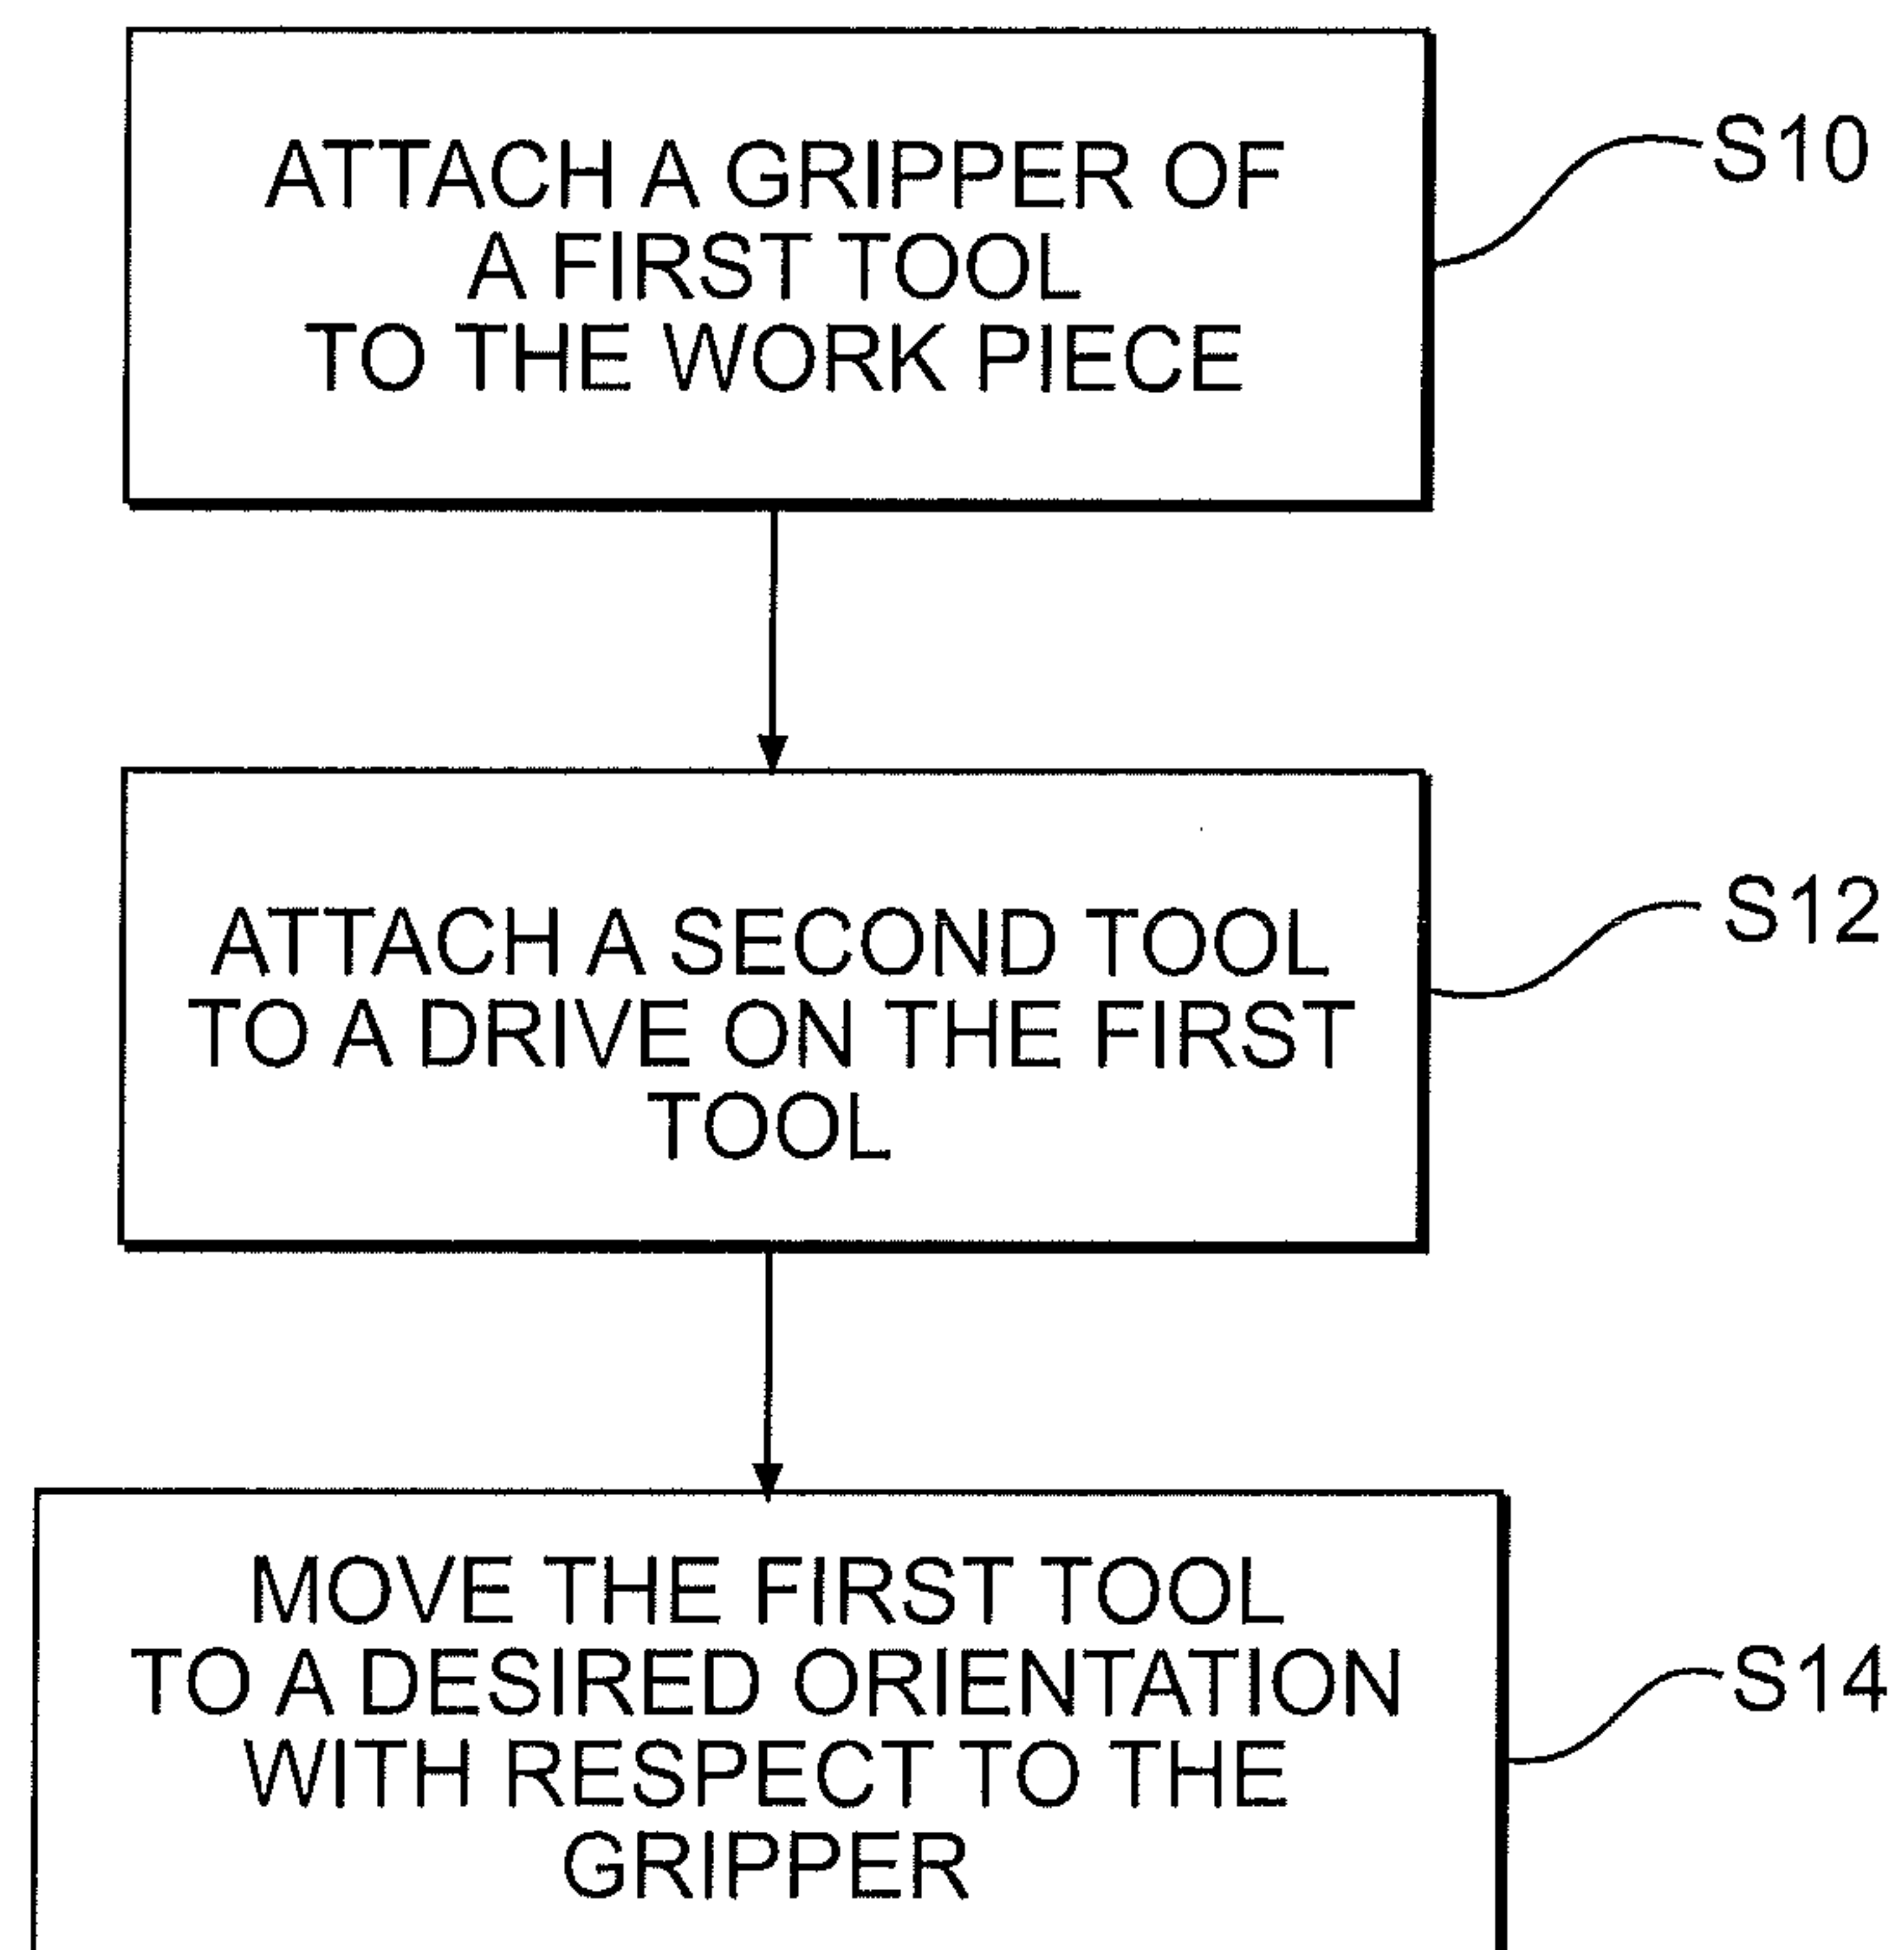 ATTACH A GRIPPER OF
A FIRST TOOL
TO THE WORK PIECE
S10
ATTACH A SECOND TOOL
TO A DRIVE ON THE FIRST
TOOL
S12
MOVE THE FIRST TOOL
TO A DESIRED ORIENTATION
WITH RESPECT TO THE
GRIPPER
S14